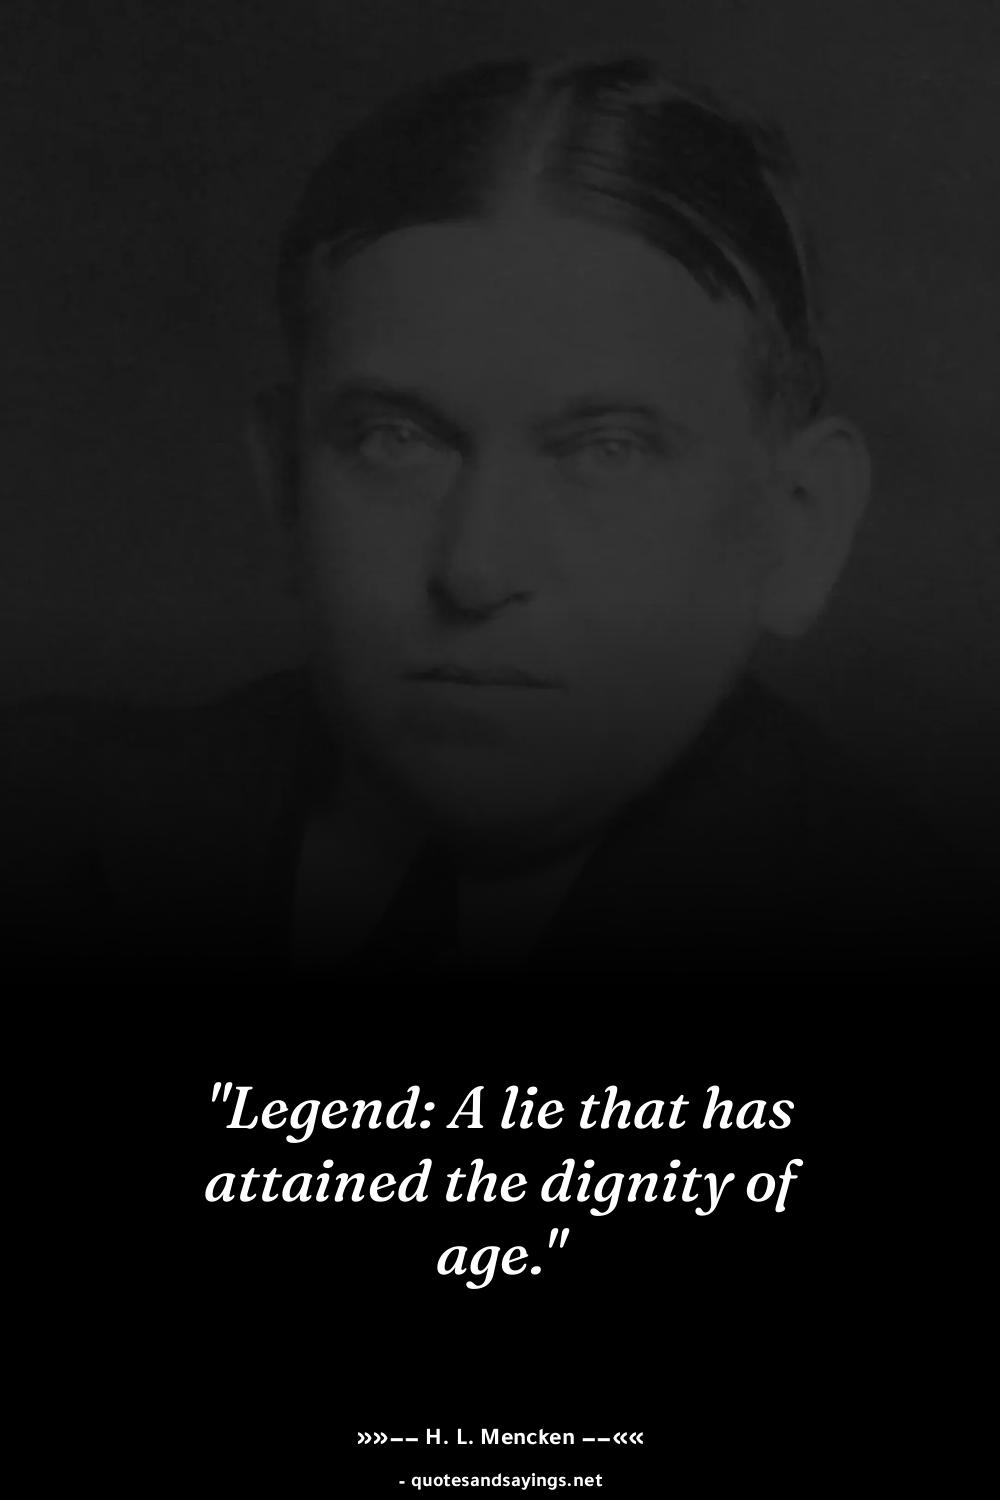 "Legend: A lie that has
attained the dignity of
age."
»»−− H. L. Mencken −−««
- quotesandsayings.net